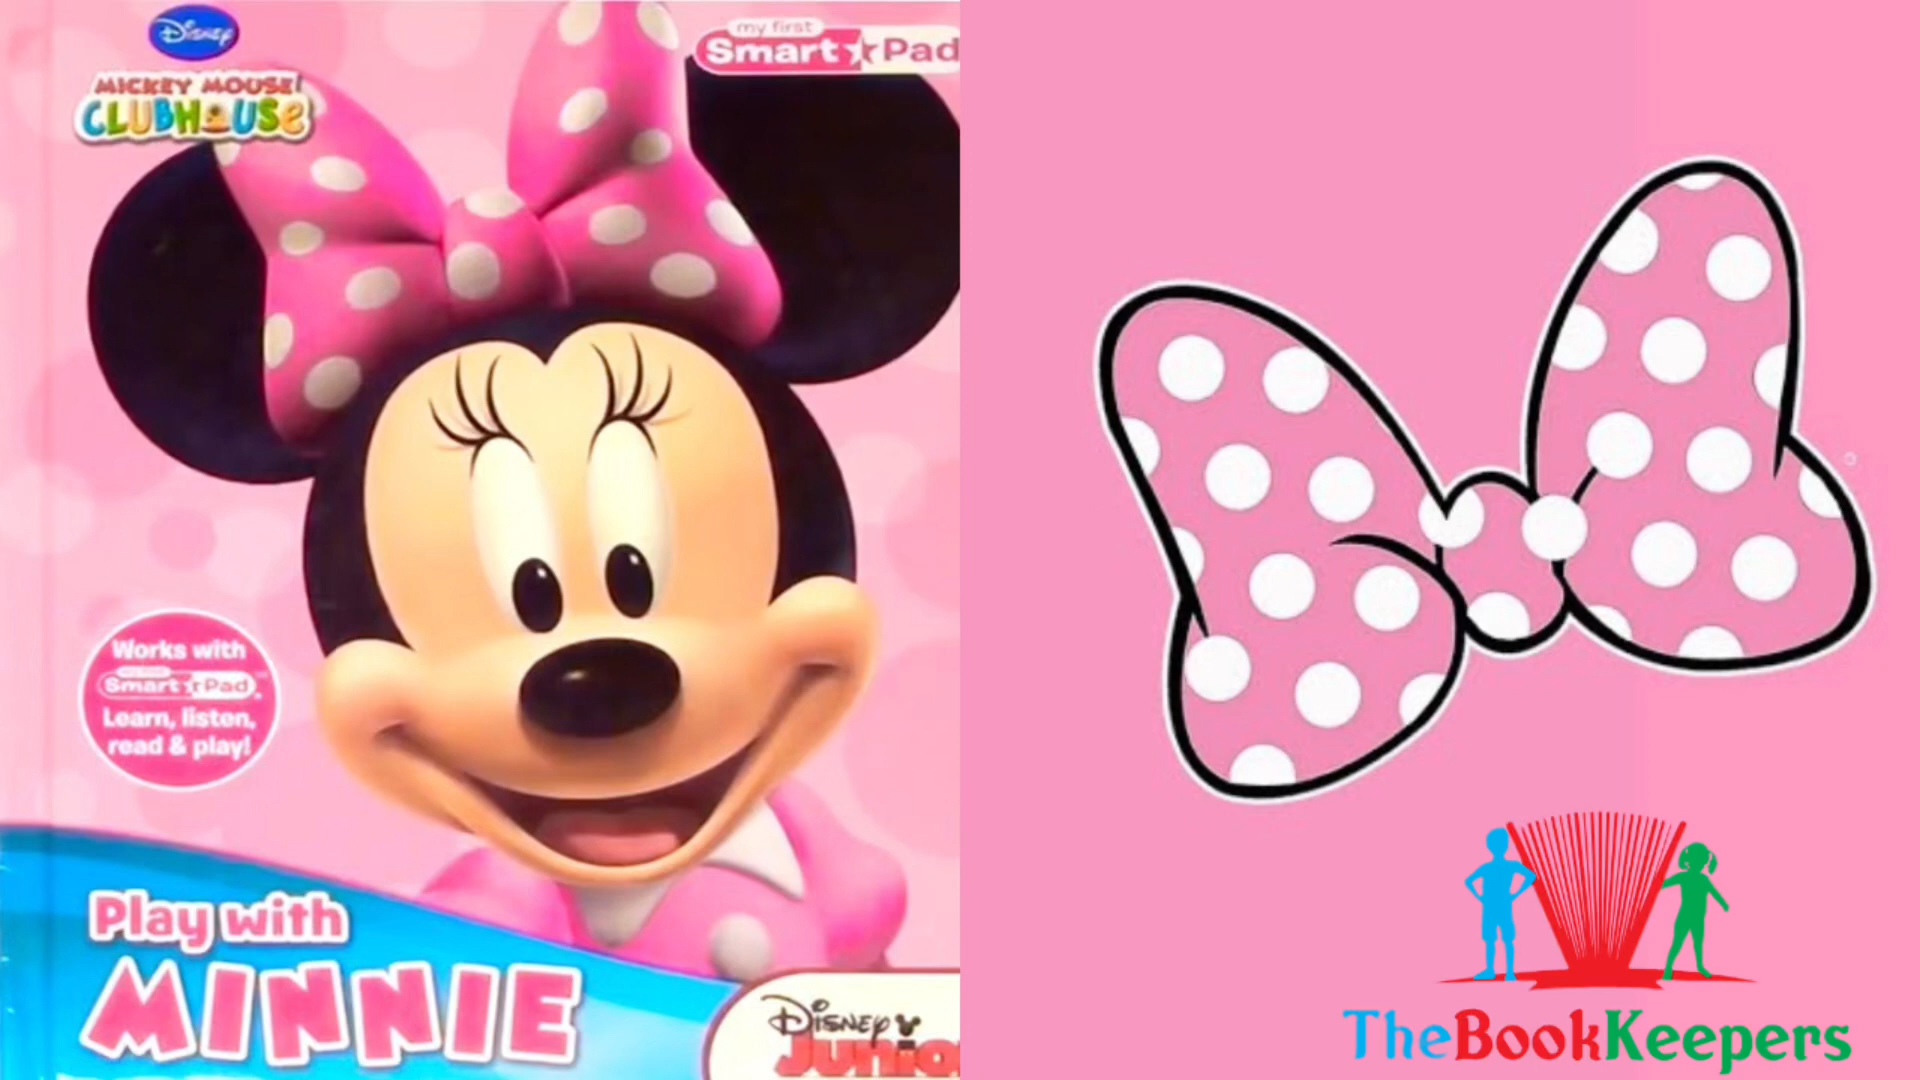 Disney
MICKEY MOUSE
CLUBHOUSE
my first
Smart Pad
Works with
Smart Pad
Learn, listen,
read & play!
Play with
MINNIE
Disney
Junio
TheBookKeepers